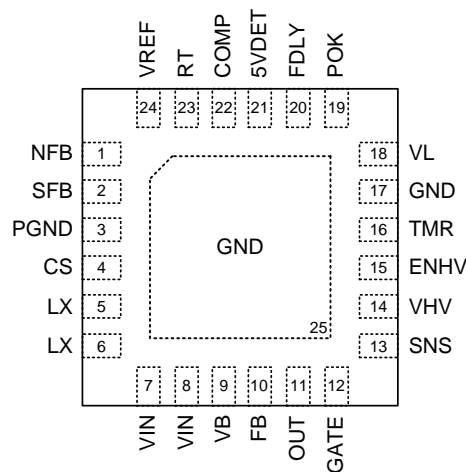 VREF
RT
COMP
5VDET
FDLY
POK
24
23
22
21
20
19
NFB 1
SFB 2
PGND 3
CS 4
LX 5
LX 6
GND
25
18 VL
17 GND
16 TMR
15 ENHV
14 VHV
13 SNS
7
8
9
10
11
12
VIN
VIN
VB
FB
OUT
GATE